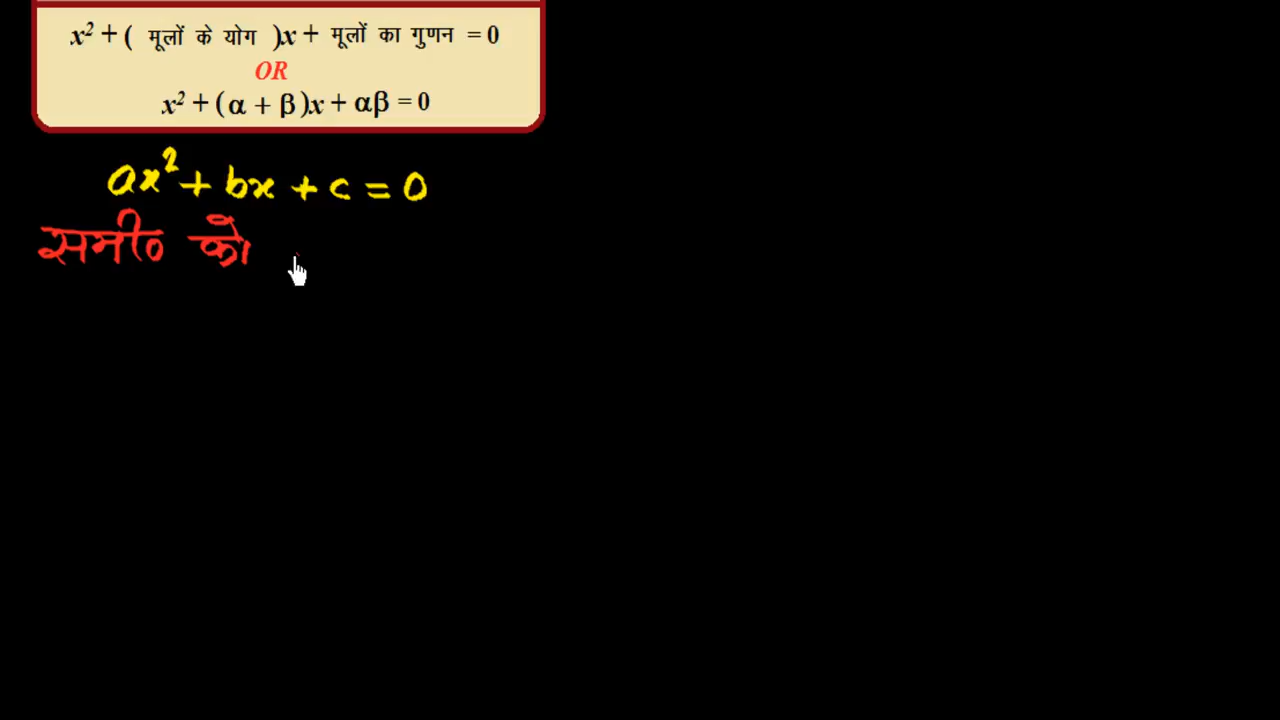 x² + ( मूलों के योग )x + मूलों का गुणन = 0
OR
x² + (α + β)x + αβ = 0
ax² + bx + c = 0
समी० को